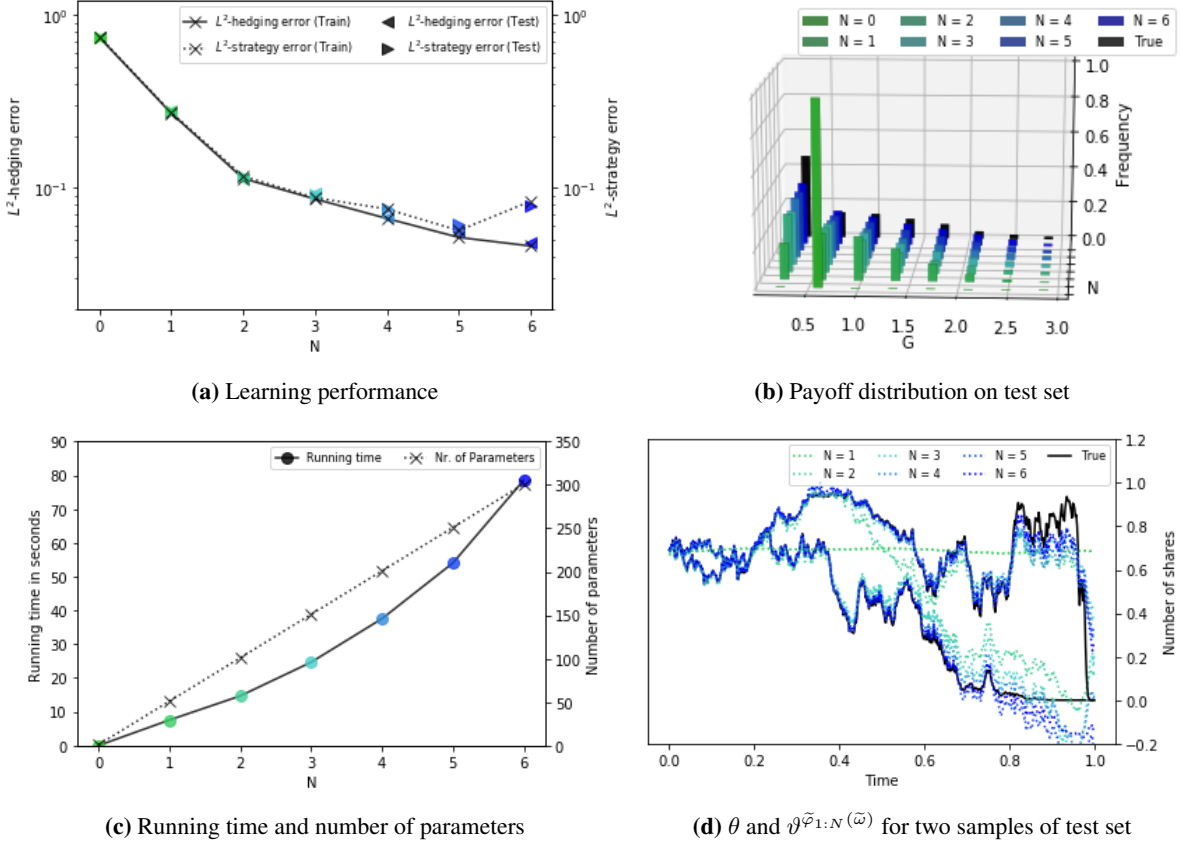 10⁰
10⁻¹
L²-hedging error
L²-hedging error (Train)
L²-strategy error (Train)
L²-hedging error (Test)
L²-strategy error (Test)
10⁰
10⁻¹
L²-strategy error
0 1 2 3 4 5 6
N
(a) Learning performance
N = 0 N = 2 N = 4 N = 6
N = 1 N = 3 N = 5 True
1.0
0.8
0.6
0.4
0.2
0.0
Frequency
N
0.5 1.0 1.5 2.0 2.5 3.0
G
(b) Payoff distribution on test set
90
80
70
60
50
40
30
20
10
0
Running time in seconds
Running time Nr. of Parameters
350
300
250
200
150
100
50
0
Number of parameters
0 1 2 3 4 5 6
N
(c) Running time and number of parameters
N = 1 N = 3 N = 5 True
N = 2 N = 4 N = 6
1.2
1.0
0.8
0.6
0.4
0.2
0.0
−0.2
Number of shares
0.0 0.2 0.4 0.6 0.8 1.0
Time
(d) θ and ϑ^{φ̃₁:N(ω̃)} for two samples of test set